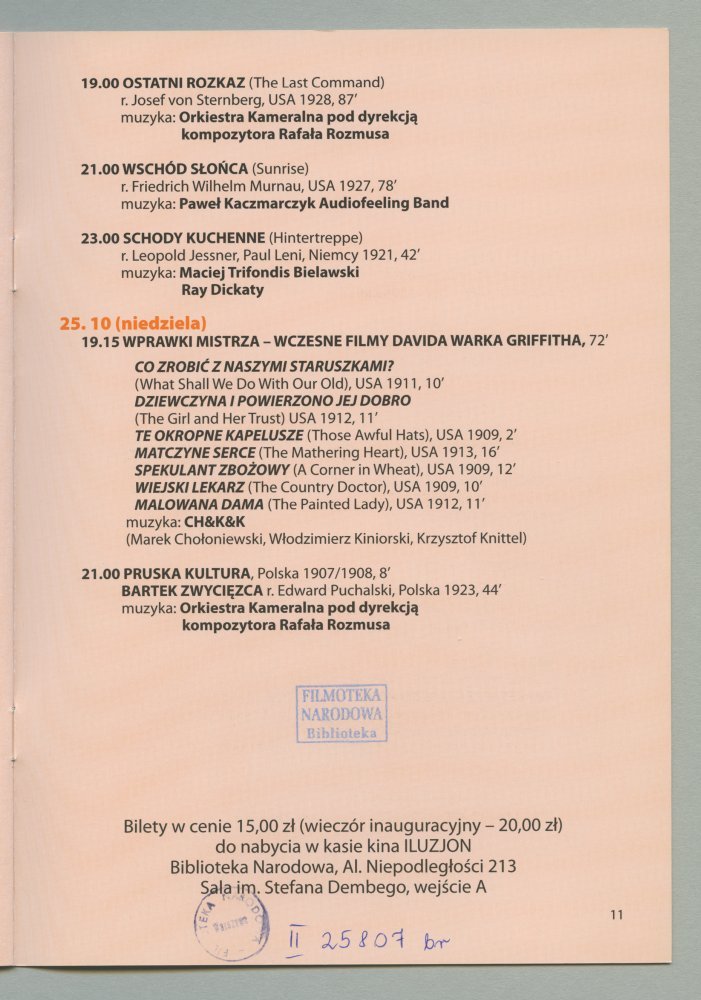 19.00 OSTATNI ROZKAZ (The Last Command)
r. Josef von Sternberg, USA 1928, 87′
muzyka: Orkiestra Kameralna pod dyrekcją
kompozytora Rafała Rozmusa
21.00 WSCHÓD SŁOŃCA (Sunrise)
r. Friedrich Wilhelm Murnau, USA 1927, 78′
muzyka: Paweł Kaczmarczyk Audiofeeling Band
23.00 SCHODY KUCHENNE (Hintertreppe)
r. Leopold Jessner, Paul Leni, Niemcy 1921, 42′
muzyka: Maciej Trifondis Bielawski
Ray Dickaty
25. 10 (niedziela)
19.15 WPRAWKI MISTRZA – WCZESNE FILMY DAVIDA WARKA GRIFFITHA, 72′
CO ZROBIĆ Z NASZYMI STARUSZKAMI?
(What Shall We Do With Our Old), USA 1911, 10′
DZIEWCZYNA I POWIERZONO JEJ DOBRO
(The Girl and Her Trust) USA 1912, 11′
TE OKROPNE KAPELUSZE (Those Awful Hats), USA 1909, 2′
MATCZYNE SERCE (The Mathering Heart), USA 1913, 16′
SPEKULANT ZBOŻOWY (A Corner in Wheat), USA 1909, 12′
WIEJSKI LEKARZ (The Country Doctor), USA 1909, 10′
MALOWANA DAMA (The Painted Lady), USA 1912, 11′
muzyka: CH&K&K
(Marek Chołoniewski, Włodzimierz Kiniorski, Krzysztof Knittel)
21.00 PRUSKA KULTURA, Polska 1907/1908, 8′
BARTEK ZWYCIĘZCA r. Edward Puchalski, Polska 1923, 44′
muzyka: Orkiestra Kameralna pod dyrekcją
kompozytora Rafała Rozmusa
FILMOTEKA
NARODOWA
Biblioteka
Bilety w cenie 15,00 zł (wieczór inauguracyjny – 20,00 zł)
do nabycia w kasie kina ILUZJON
Biblioteka Narodowa, Al. Niepodległości 213
Sala im. Stefana Dembego, wejście A
11
II 25807 br